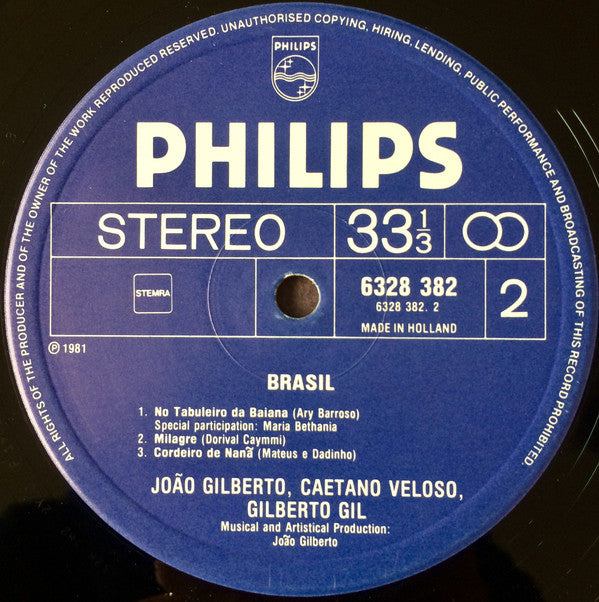 ALL RIGHTS OF THE PRODUCER AND OF THE OWNER OF THE WORK REPRODUCED RESERVED. UNAUTHORISED COPYING, HIRING, LENDING, PUBLIC PERFORMANCE AND BROADCASTING OF THIS RECORD PROHIBITED.
PHILIPS
PHILIPS
STEREO 33 1/3
STEMRA
6328 382
6328 382. 2
MADE IN HOLLAND
2
℗ 1981
BRASIL
1. No Tabuleiro da Baiana (Ary Barroso)
Special participation: Maria Bethania
2. Milagre (Dorival Caymmi)
3. Cordeiro de Nanã (Mateus e Dadinho)
JOÃO GILBERTO, CAETANO VELOSO,
GILBERTO GIL
Musical and Artistical Production:
João Gilberto